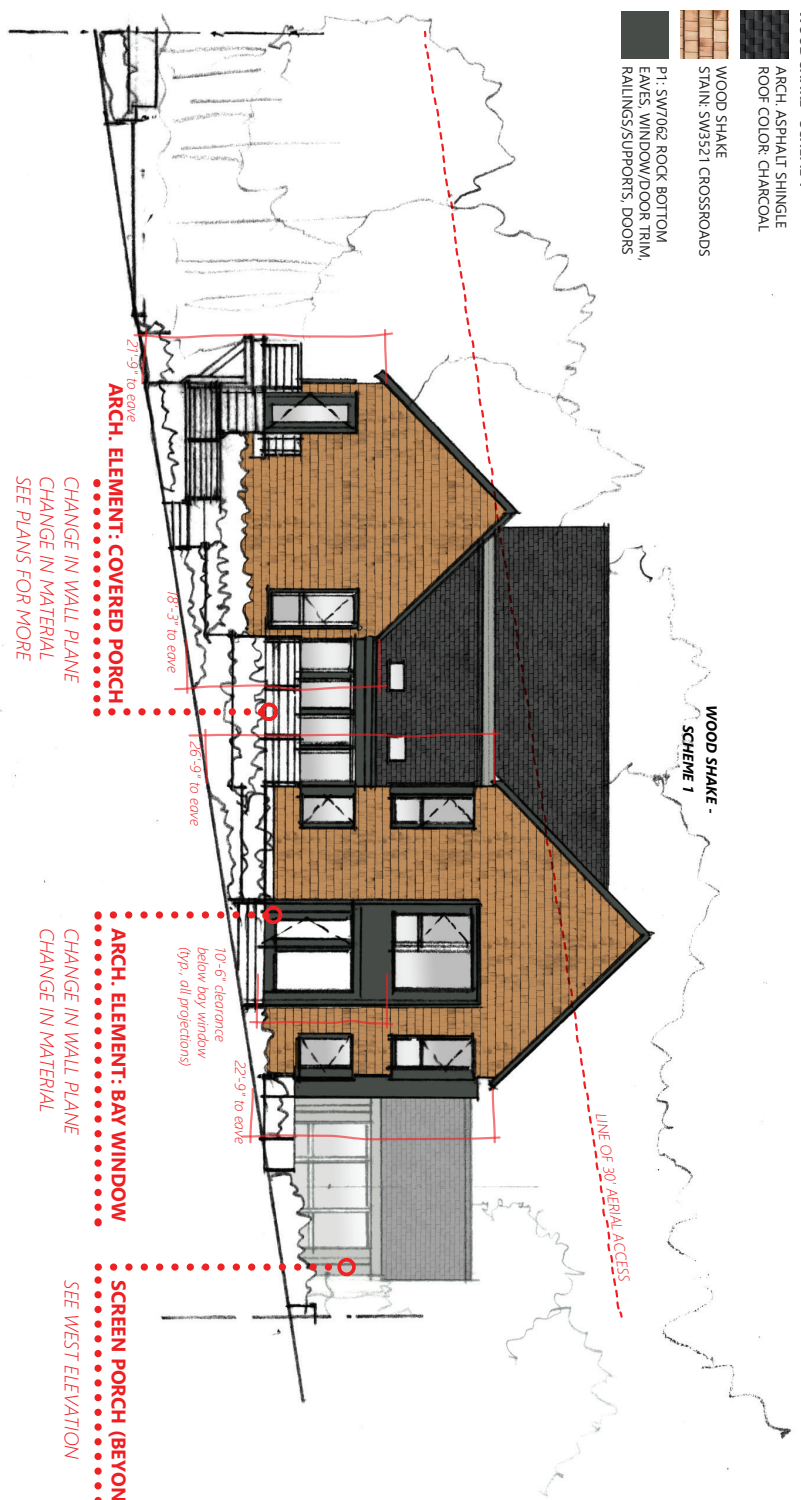 ARCH. ASPHALT SHINGLE
ROOF COLOR: CHARCOAL
WOOD SHAKE
STAIN: SW3521 CROSSROADS
P1: SW7062 ROCK BOTTOM
EAVES, WINDOW/DOOR TRIM,
RAILINGS/SUPPORTS, DOORS
WOOD SHAKE -
SCHEME 1
LINE OF 30' AERIAL ACCESS
21'-9" to eave
18'-3" to eave
26'-9" to eave
10'-6" clearance
below bay window
(typ., all projections)
22'-9" to eave
ARCH. ELEMENT: COVERED PORCH
CHANGE IN WALL PLANE
CHANGE IN MATERIAL
SEE PLANS FOR MORE
ARCH. ELEMENT: BAY WINDOW
CHANGE IN WALL PLANE
CHANGE IN MATERIAL
SCREEN PORCH (BEYON
SEE WEST ELEVATION